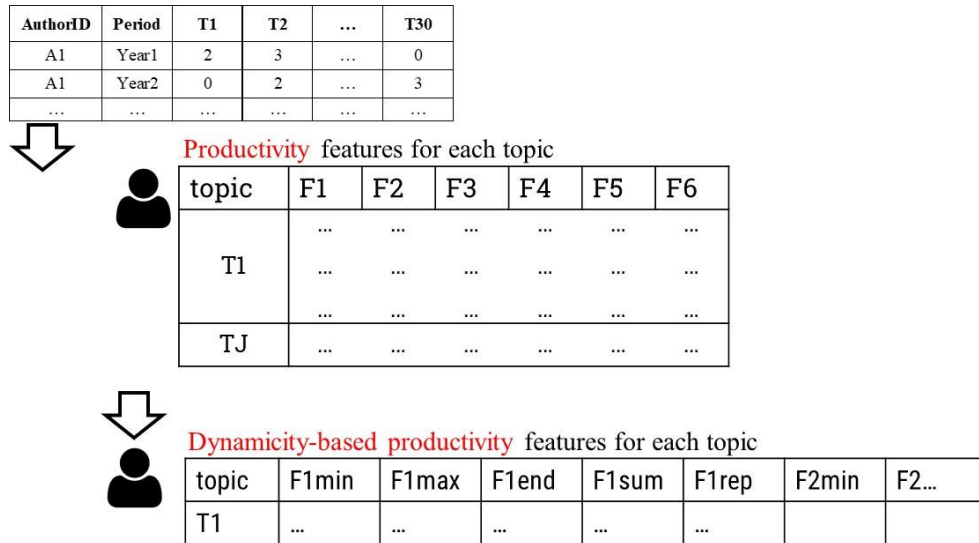 AuthorID Period T1 T2 ... T30
A1 Year1 2 3 ... 0
A1 Year2 0 2 ... 3
... ... ... ... ... ...
Productivity features for each topic
topic F1 F2 F3 F4 F5 F6
... ... ... ... ... ...
T1 ... ... ... ... ... ...
... ... ... ... ... ...
TJ ... ... ... ... ... ...
Dynamicity-based productivity features for each topic
topic F1min F1max F1end F1sum F1rep F2min F2...
T1 ... ... ... ... ...